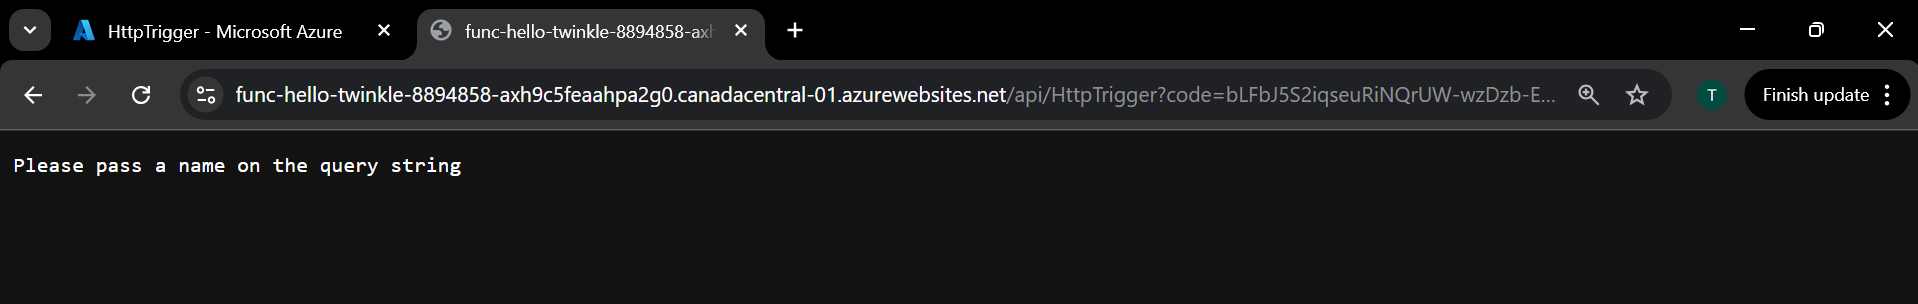 HttpTrigger - Microsoft Azure
func-hello-twinkle-8894858-axh
func-hello-twinkle-8894858-axh9c5feaahpa2g0.canadacentral-01.azurewebsites.net/api/HttpTrigger?code=bLFbJ5S2iqseuRiNQrUW-wzDzb-E...
T
Finish update
Please pass a name on the query string